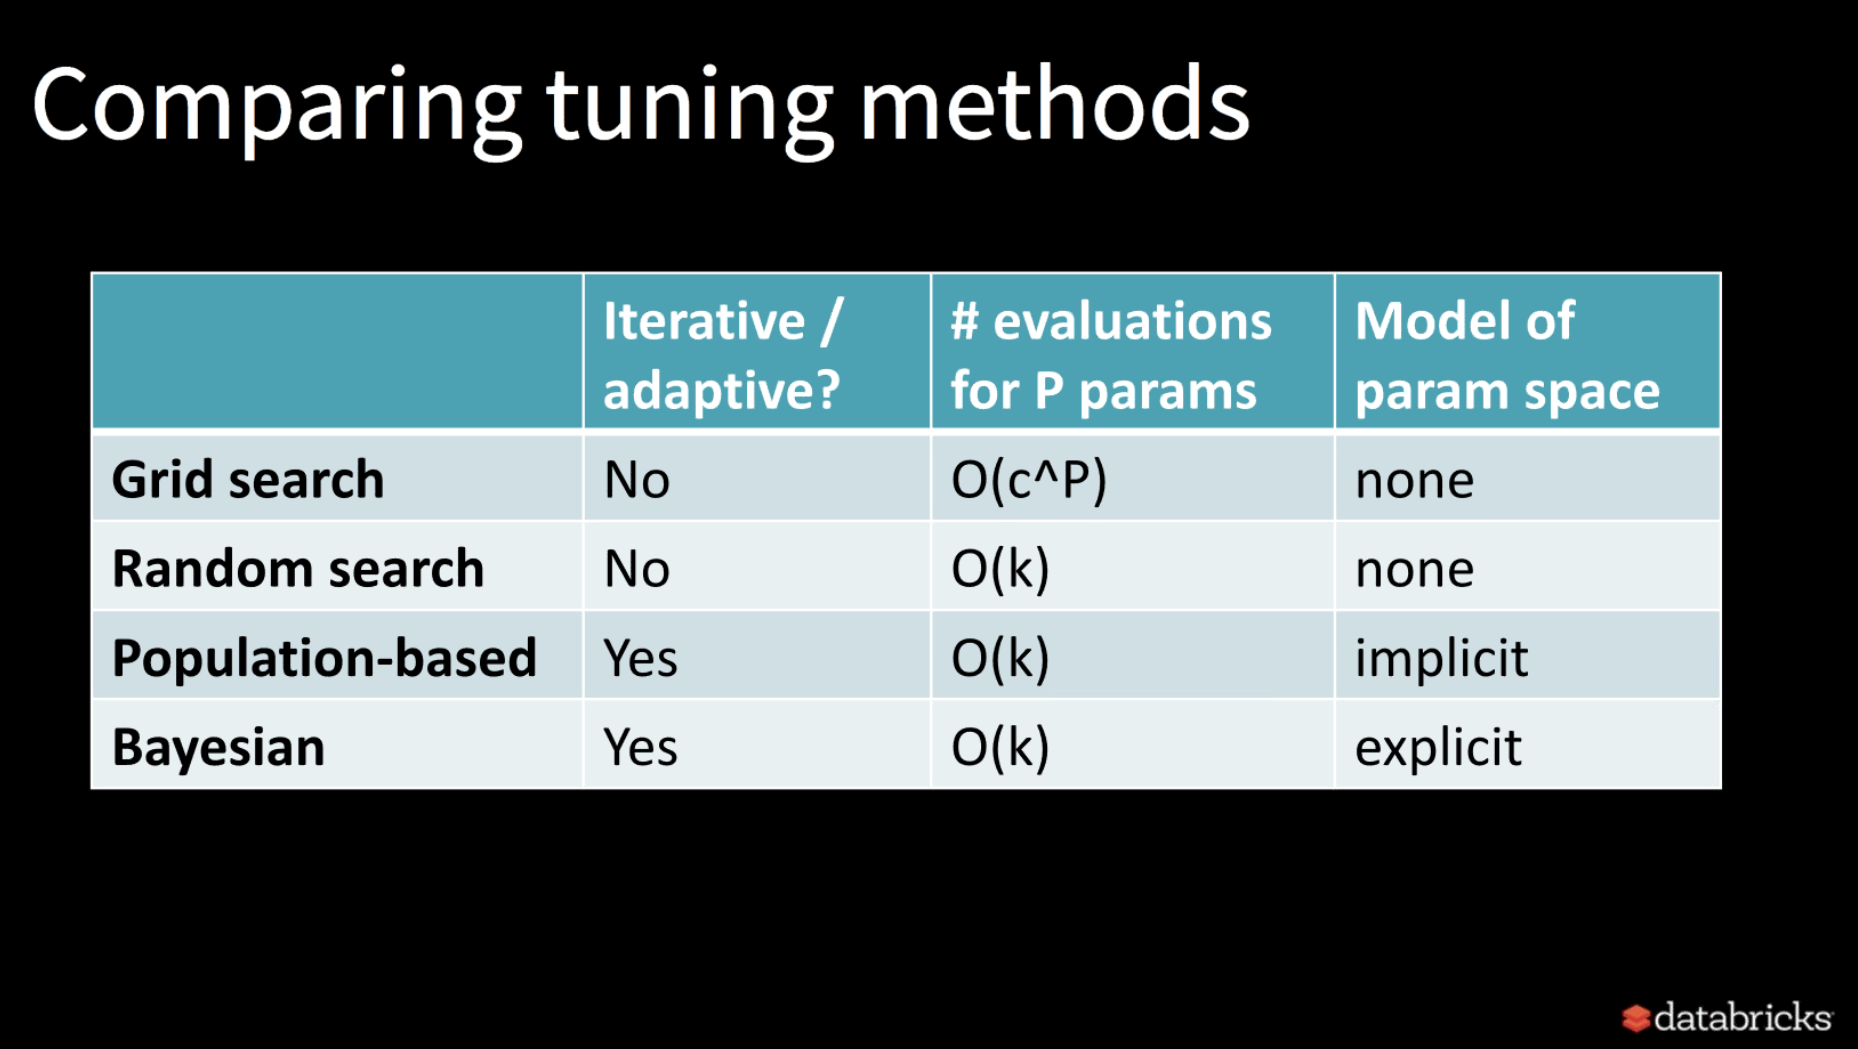 Comparing tuning methods
Iterative / adaptive? # evaluations for P params Model of param space
Grid search No O(c^P) none
Random search No O(k) none
Population-based Yes O(k) implicit
Bayesian Yes O(k) explicit
databricks